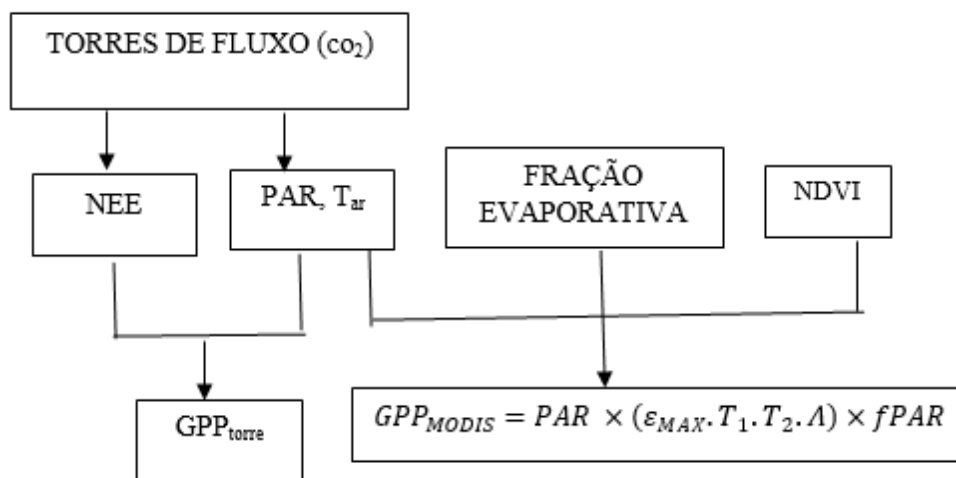 TORRES DE FLUXO (co₂)
NEE
PAR, Tₐᵣ
FRAÇÃO
EVAPORATIVA
NDVI
GPPtorre
GPP_MODIS = PAR × (ε_MAX. T₁. T₂. Λ) × fPAR